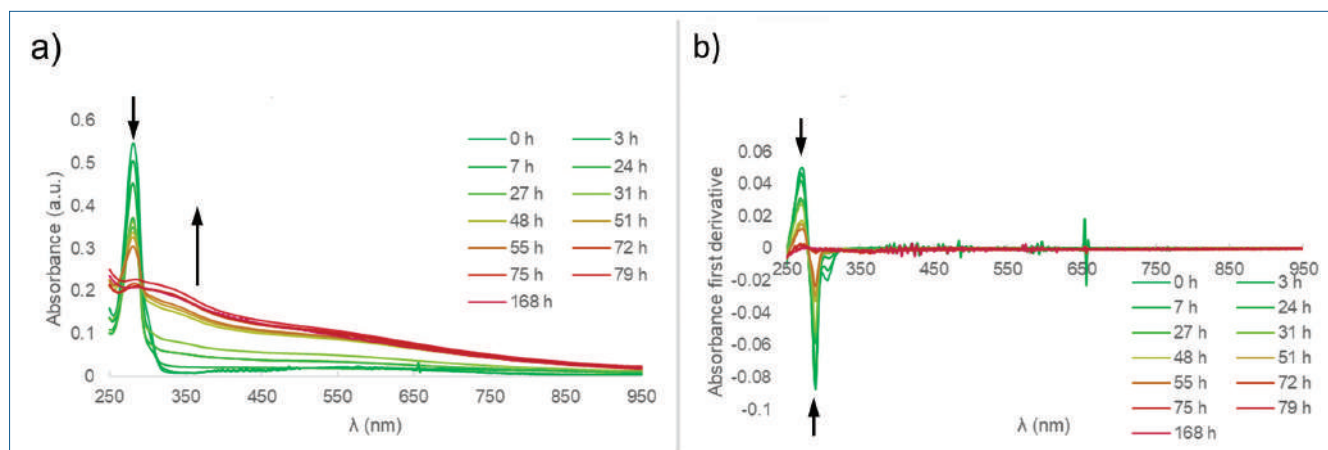 a)
Absorbance (a.u.)
0.6
0.5
0.4
0.3
0.2
0.1
0
250 350 450 550 650 750 850 950
λ (nm)
0 h 3 h
7 h 24 h
27 h 31 h
48 h 51 h
55 h 72 h
75 h 79 h
168 h
b)
Absorbance first derivative
0.06
0.04
0.02
0
-0.02
-0.04
-0.06
-0.08
-0.1
250 350 450 550 650 750 850 950
λ (nm)
0 h 3 h
7 h 24 h
27 h 31 h
48 h 51 h
55 h 72 h
75 h 79 h
168 h